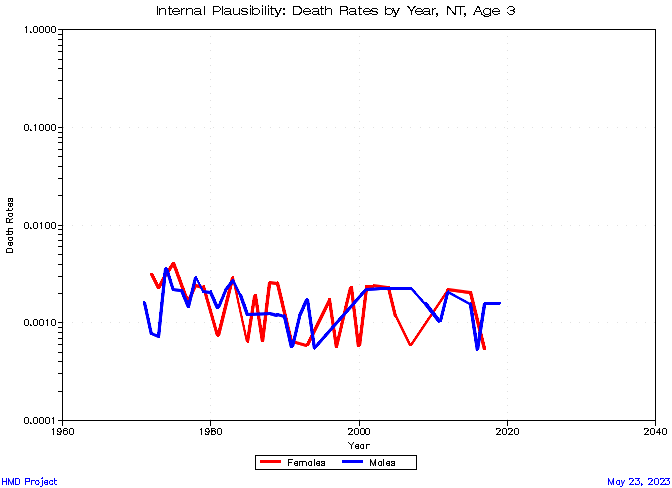 Internal Plausibility: Death Rates by Year, NT, Age 3
1.0000
0.1000
0.0100
0.0010
0.0001
Death Rates
1960 1980 2000 2020 2040
Year
Females Males
HMD Project May 23, 2023